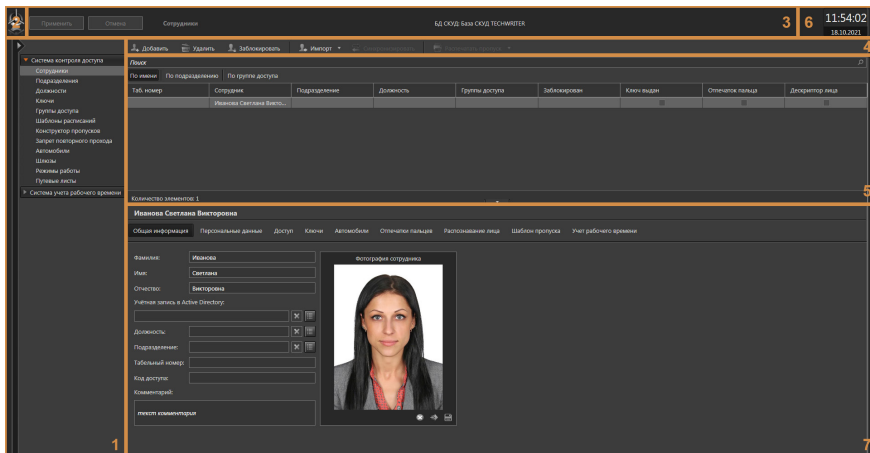 Применить Отмена Сотрудники БД СКУД: База СКУД TECHWRITER 3 6 11:54:02
18.10.2021
Добавить Удалить Заблокировать Импорт 4
Система контроля доступа
Сотрудники
Подразделения
Должности
Ключи
Группы доступа
Шаблоны расписаний
Конструктор пропусков
Запрет повторного прохода
Автомобили
Шлюзы
Режимы работы
Путевые листы
Система учета рабочего времени
1
Поиск
По имени По подразделению По группе доступа
Таб. номер Сотрудник Подразделение Должность Группы доступа Заблокирован Ключ выдан Отпечаток пальца Дескриптор лица
Иванова Светлана Викто...
Количество элементов: 1 5
Иванова Светлана Викторовна
Общая информация Персональные данные Доступ Ключи Автомобили Отпечатки пальцев Распознавание лица Шаблон пропуска Учет рабочего времени
Фамилия: Иванова
Имя: Светлана
Отчество: Викторовна
Учётная запись в Active Directory:
Должность:
Подразделение:
Табельный номер:
Код доступа:
Комментарий:
текст комментария
Фотография сотрудника
7